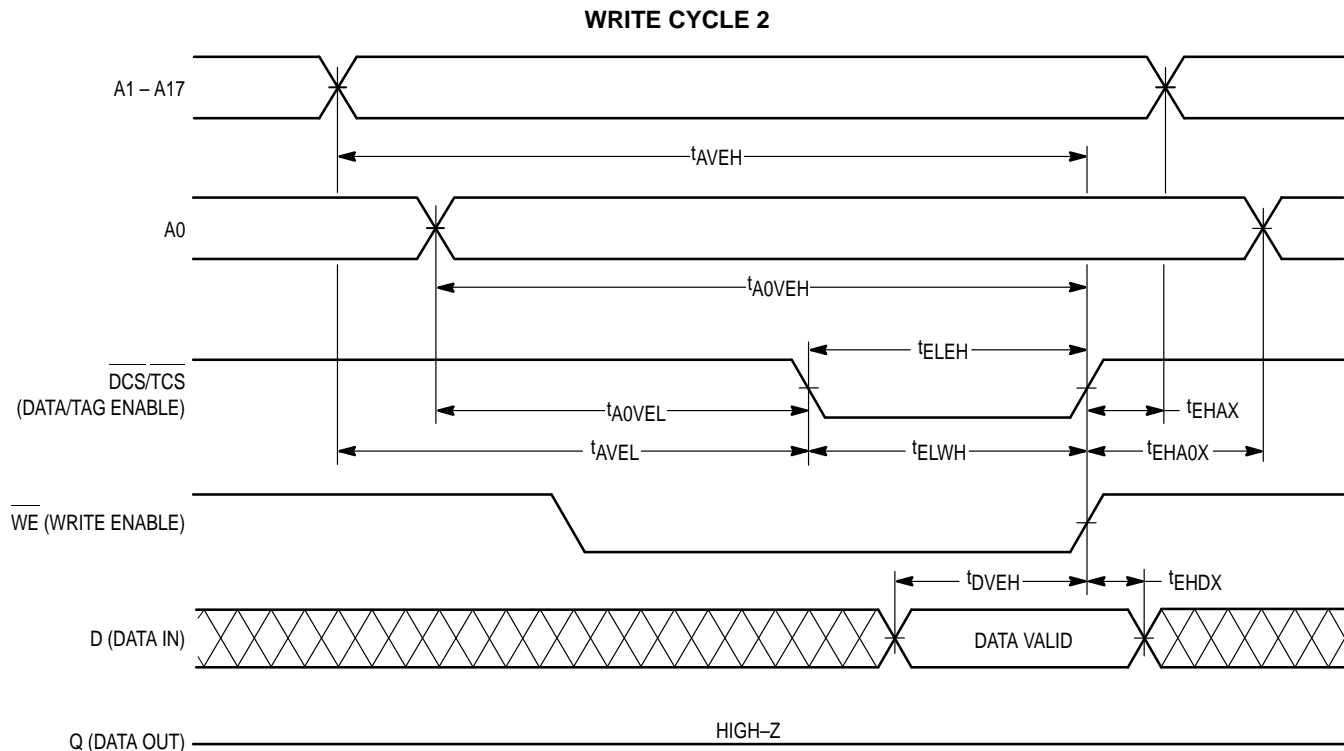 WRITE CYCLE 2
A1 – A17
tAVEH
A0
tA0VEH
tELEH
DCS/TCS
(DATA/TAG ENABLE)
tA0VEL
tEHAX
tAVEL
tELWH
tEHA0X
WE (WRITE ENABLE)
tDVEH
tEHDX
D (DATA IN)
DATA VALID
HIGH–Z
Q (DATA OUT)